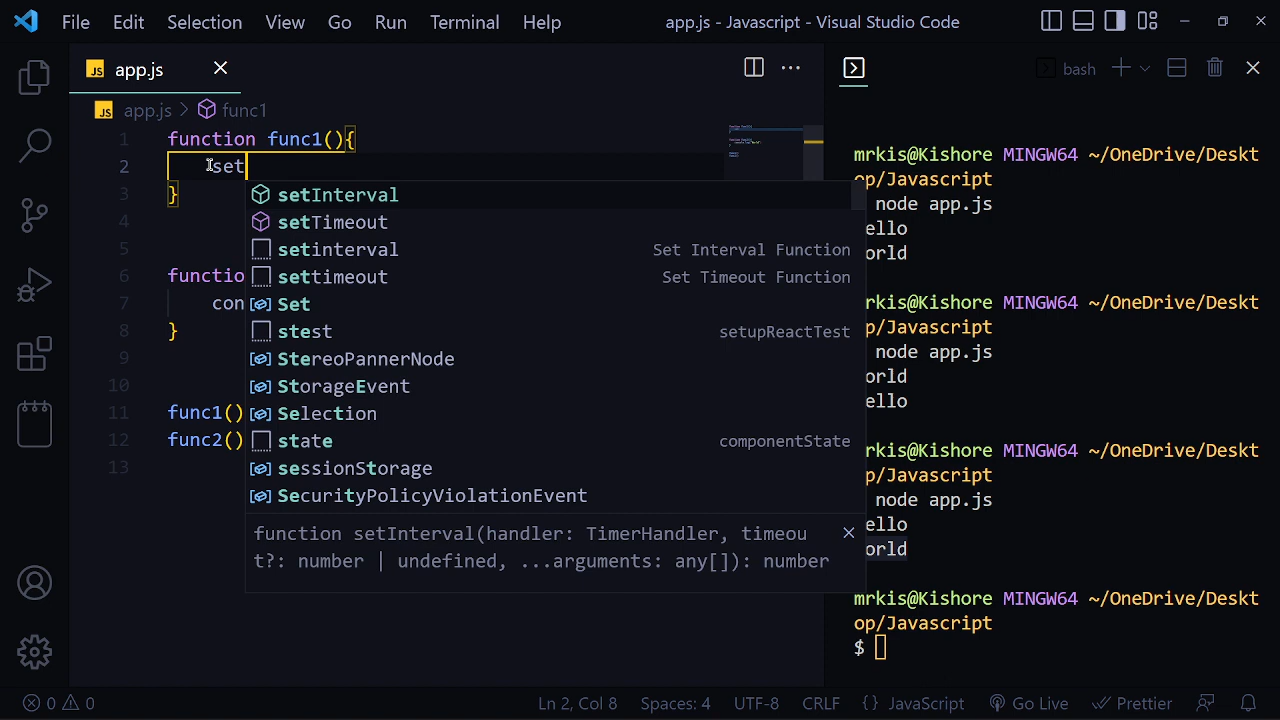 File Edit Selection View Go Run Terminal Help app.js - Javascript - Visual Studio Code
JS app.js
bash
JS app.js > func1
1 function func1(){
2 set
3 }
4
5
6 functio
7 con
8 }
9
10
11 func1()
12 func2()
13
setInterval
setTimeout
setinterval Set Interval Function
settimeout Set Timeout Function
Set
stest setupReactTest
StereoPannerNode
StorageEvent
Selection
state componentState
sessionStorage
SecurityPolicyViolationEvent
function setInterval(handler: TimerHandler, timeou
t?: number | undefined, ...arguments: any[]): number
mrkis@Kishore MINGW64 ~/OneDrive/Deskt
op/Javascript
node app.js
ello
orld
rkis@Kishore MINGW64 ~/OneDrive/Deskt
p/Javascript
node app.js
orld
ello
rkis@Kishore MINGW64 ~/OneDrive/Deskt
p/Javascript
node app.js
ello
orld
mrkis@Kishore MINGW64 ~/OneDrive/Deskt
op/Javascript
$
0 0 Ln 2, Col 8 Spaces: 4 UTF-8 CRLF {} JavaScript Go Live Prettier